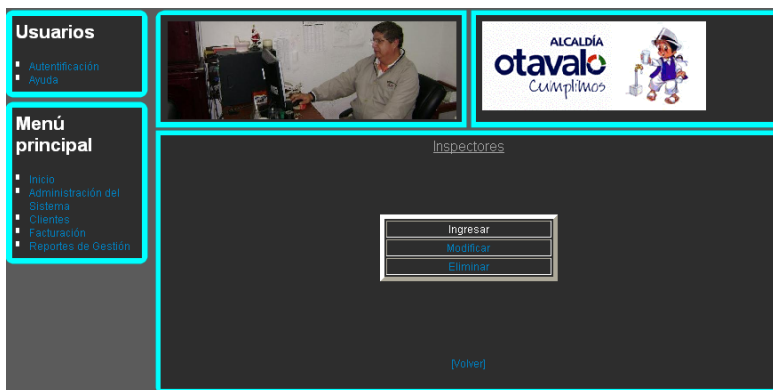 Usuarios
Autentificación
Ayuda
Menú
principal
Inicio
Administración del
Sistema
Clientes
Facturación
Reportes de Gestión
ALCALDÍA
otavalo
Cumplimos
Inspectores
Ingresar
Modificar
Eliminar
[Volver]